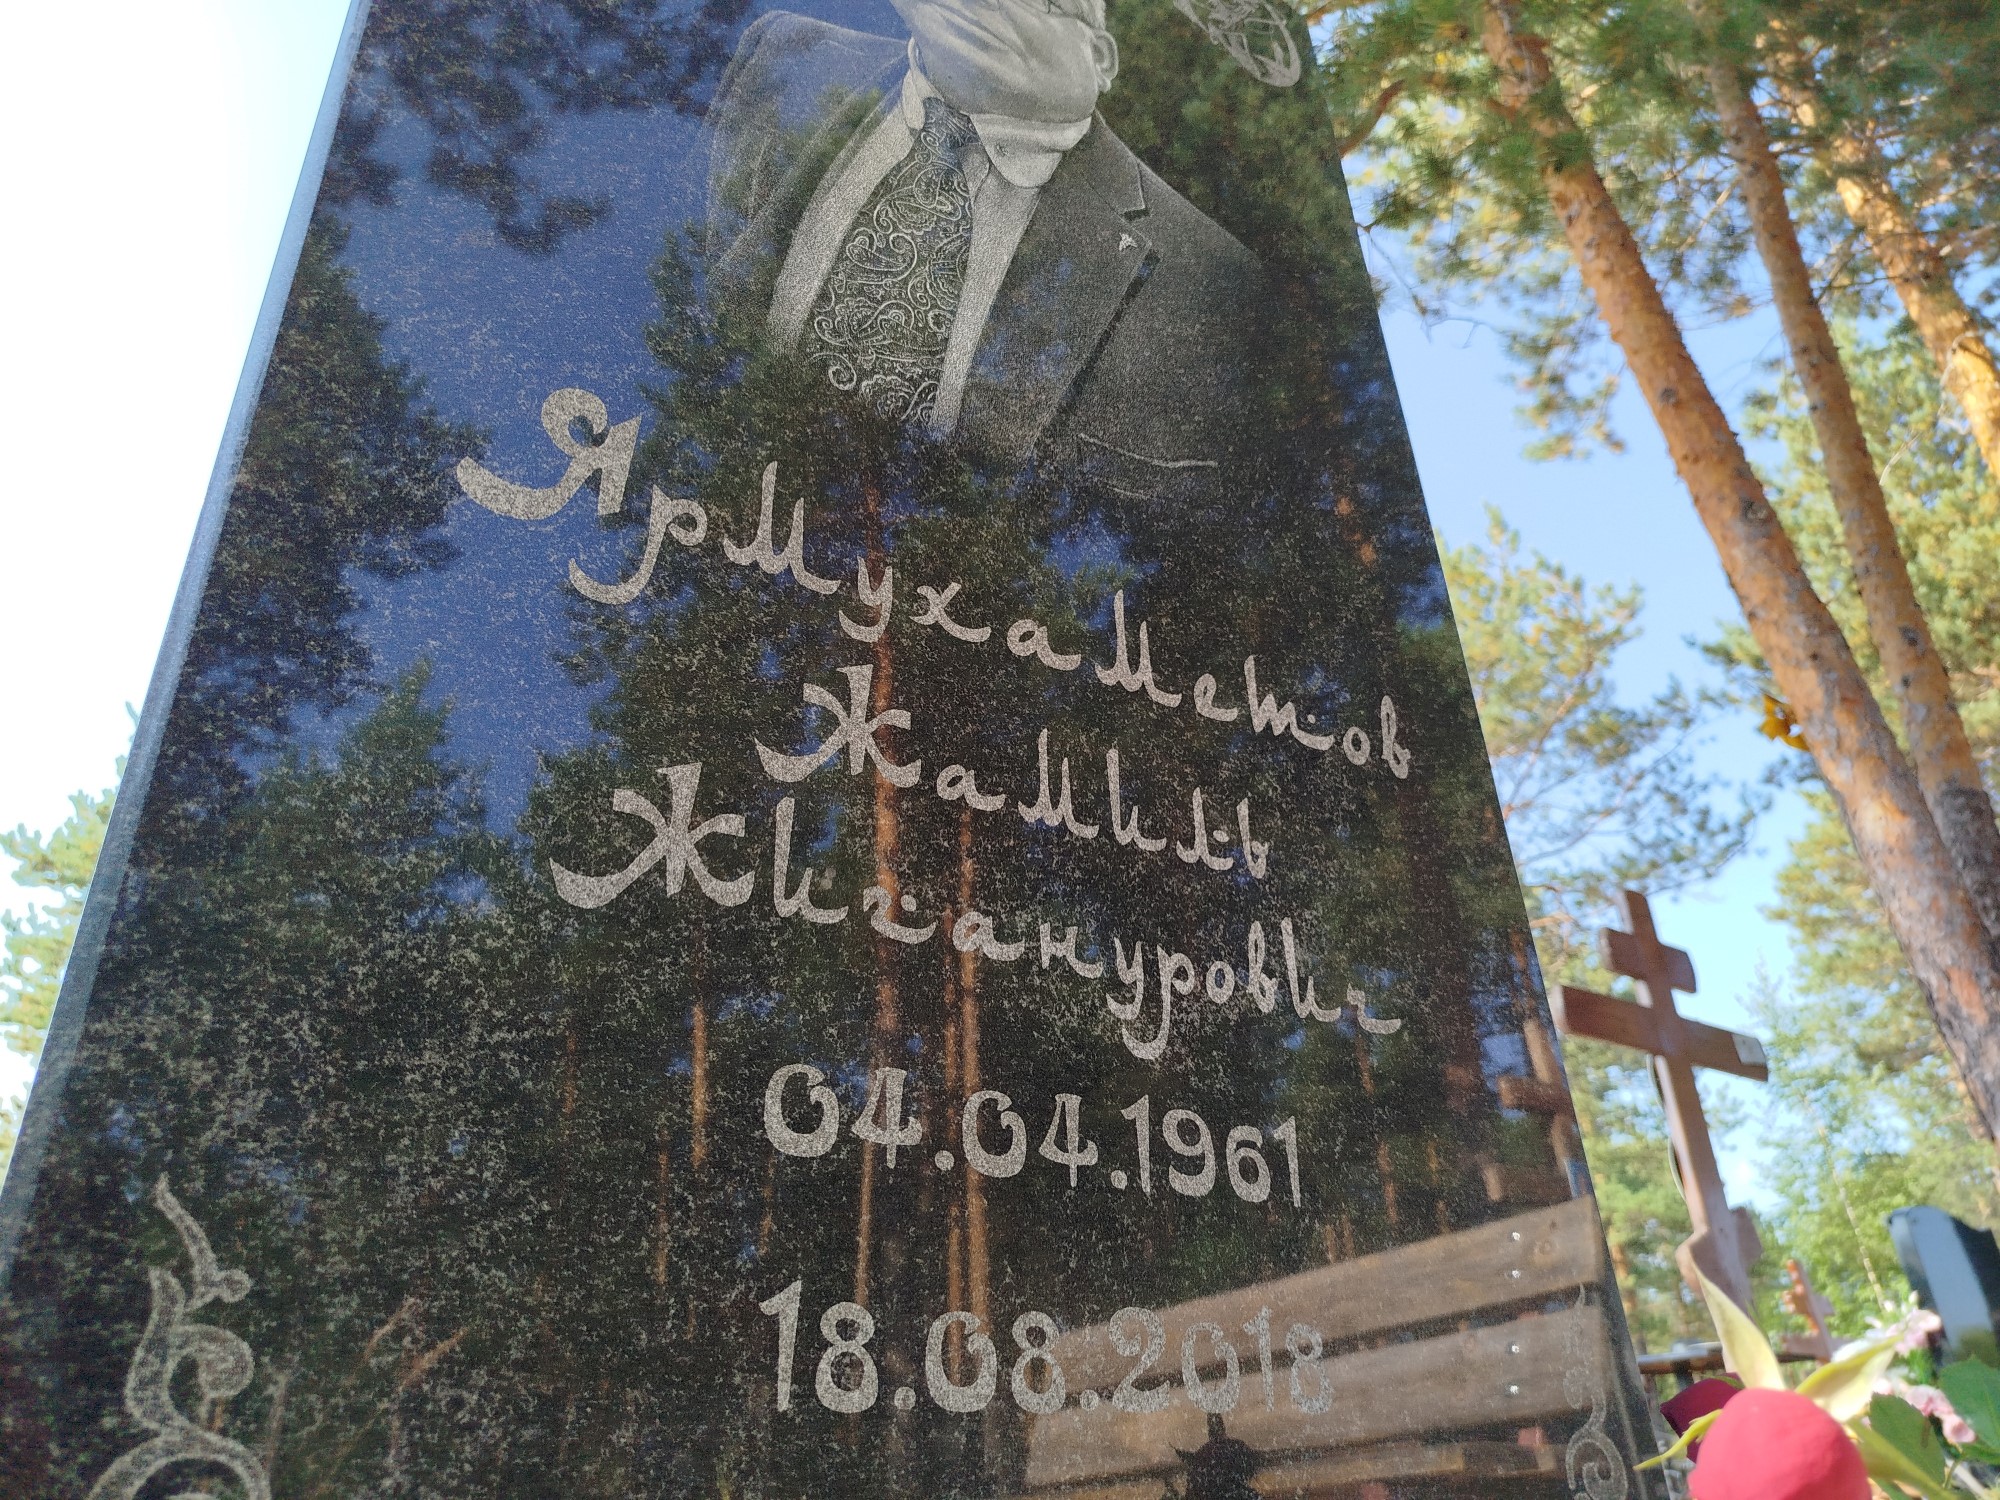 Ярмухаметов
Жамиль
Жиганурович
04.04.1961
18.08.2018